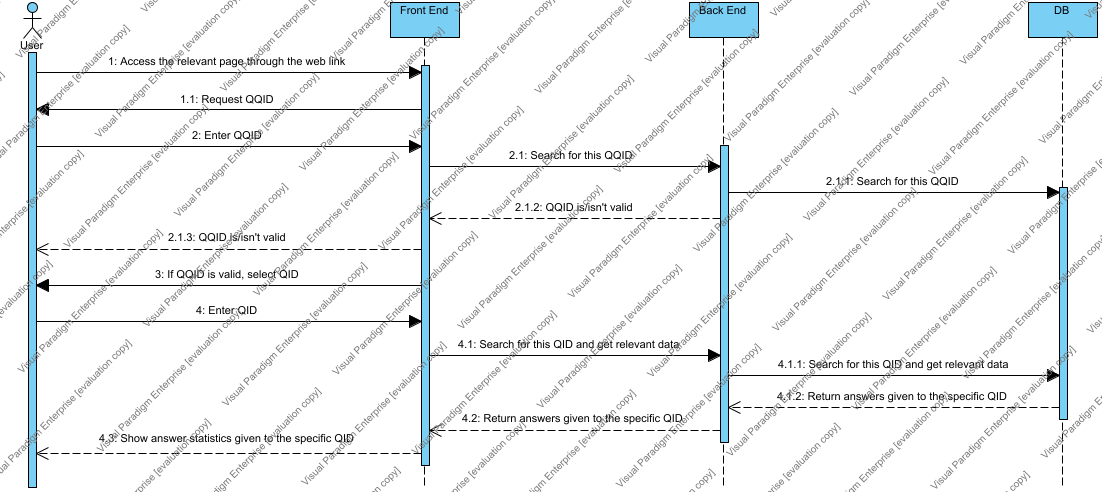 Front End
Back End
DB
User
1: Access the relevant page through the web link
1.1: Request QQID
2: Enter QQID
2.1: Search for this QQID
2.1.1: Search for this QQID
2.1.2: QQID is/isn't valid
2.1.3: QQID is/isn't valid
3: If QQID is valid, select QID
4: Enter QID
4.1: Search for this QID and get relevant data
4.1.1: Search for this QID and get relevant data
4.1.2: Return answers given to the specific QID
4.2: Return answers given to the specific QID
4.3: Show answer statistics given to the specific QID
Visual Paradigm Enterprise [evaluation copy]